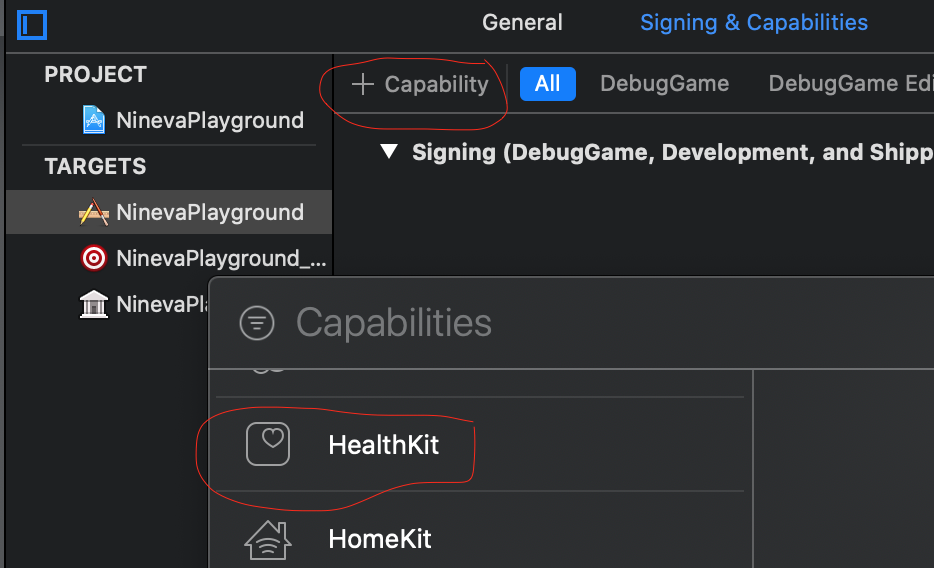 General Signing & Capabilities
PROJECT
NinevaPlayground
TARGETS
NinevaPlayground
NinevaPlayground_...
NinevaPla
+ Capability All DebugGame DebugGame Edi
Signing (DebugGame, Development, and Shipp
Capabilities
HealthKit
HomeKit